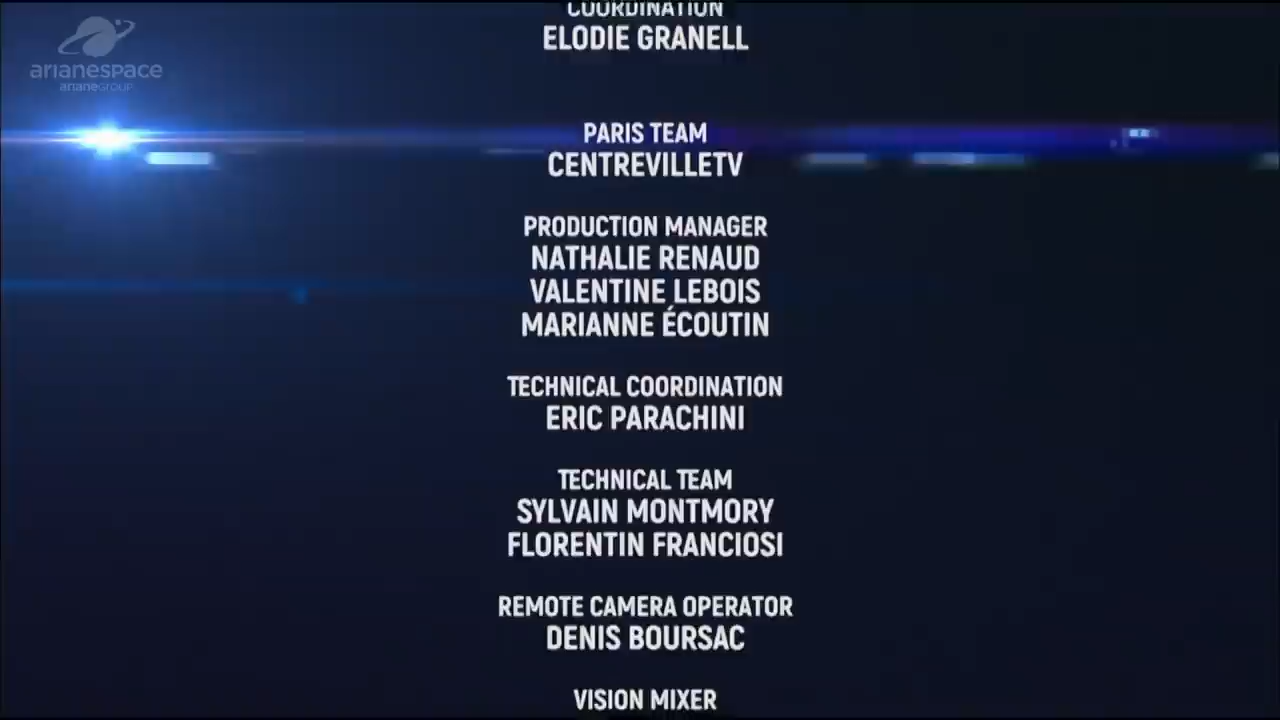 arianespace
arianeGROUP
COORDINATION
ELODIE GRANELL
PARIS TEAM
CENTREVILLETV
PRODUCTION MANAGER
NATHALIE RENAUD
VALENTINE LEBOIS
MARIANNE ÉCOUTIN
TECHNICAL COORDINATION
ERIC PARACHINI
TECHNICAL TEAM
SYLVAIN MONTMORY
FLORENTIN FRANCIOSI
REMOTE CAMERA OPERATOR
DENIS BOURSAC
VISION MIXER